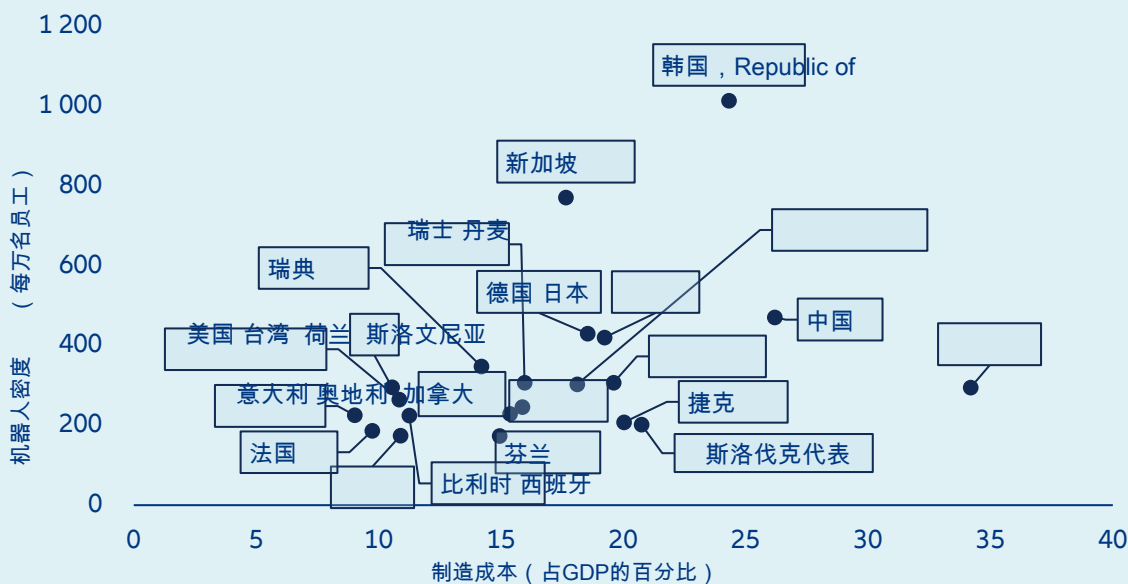 1 200
韩国，Republic of
1 000
新加坡
800
瑞士 丹麦
瑞典
600
德国 日本
中国
美国 台湾 荷兰 斯洛文尼亚
400
意大利 奥地利 加拿大
捷克
200
法国
芬兰
斯洛伐克代表
比利时 西班牙
0
机器人密度 （每万名员工）
0 5 10 15 20 25 30 35 40
制造成本（占GDP的百分比）